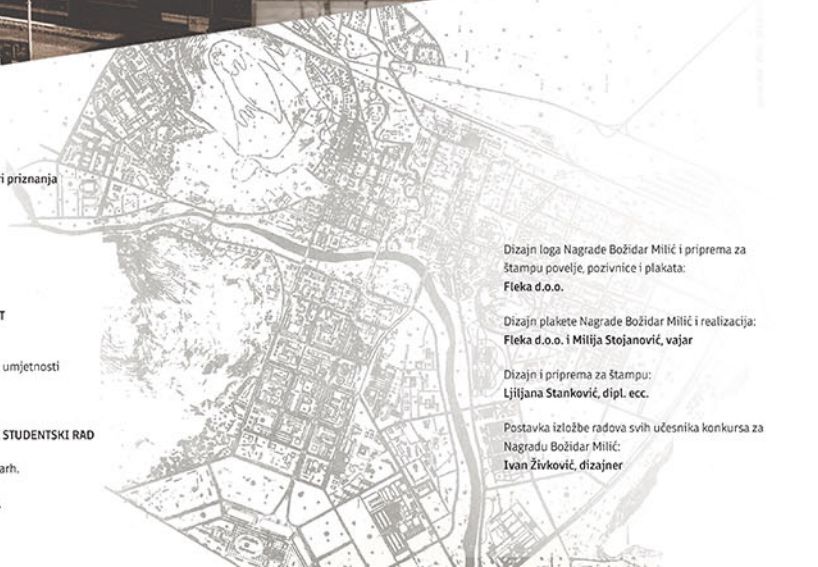 i priznanja
T
umjetnosti
STUDENTSKI RAD
arh.
Dizajn loga Nagrade Božidar Milić i priprema za
štampu povelje, pozivnice i plakata:
Fleka d.o.o.
Dizajn plakete Nagrade Božidar Milić i realizacija:
Fleka d.o.o. i Milija Stojanović, vajar
Dizajn i priprema za štampu:
Ljiljana Stanković, dipl. ecc.
Postavka izložbe radova svih učesnika konkursa za
Nagradu Božidar Milić:
Ivan Živković, dizajner